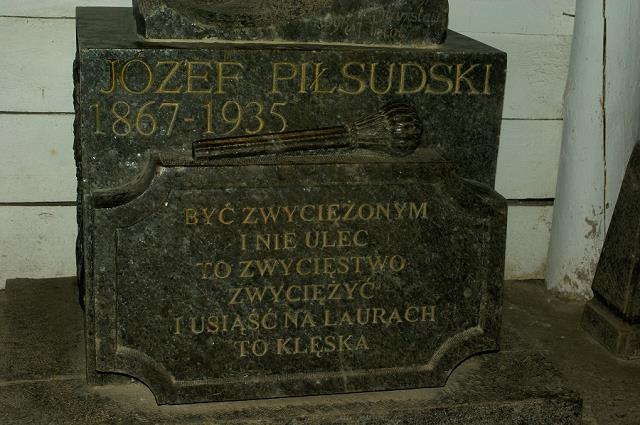 JÓZEF PIŁSUDSKI
1867-1935
BYĆ ZWYCIĘŻONYM
I NIE ULEC
TO ZWYCIĘSTWO
ZWYCIĘŻYĆ
I USIĄŚĆ NA LAURACH
TO KLĘSKA